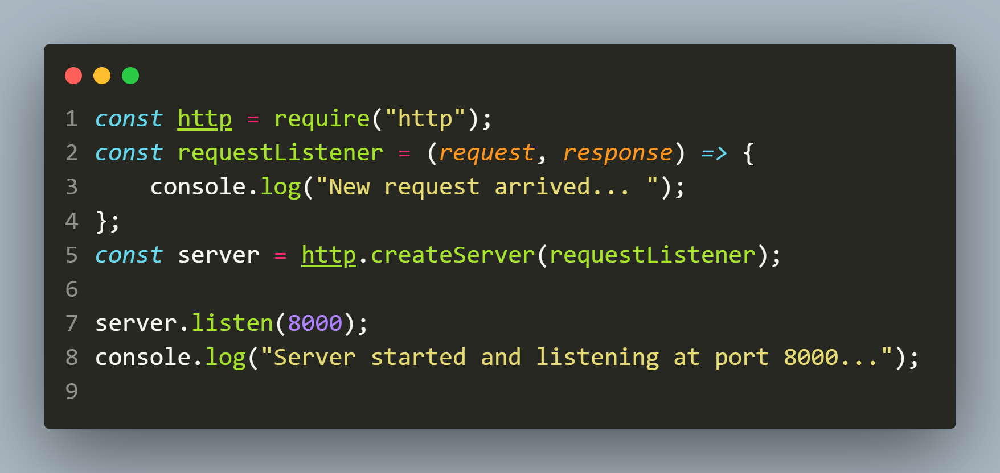 1 const http = require("http");
2 const requestListener = (request, response) => {
3     console.log("New request arrived... ");
4 };
5 const server = http.createServer(requestListener);
6
7 server.listen(8000);
8 console.log("Server started and listening at port 8000...");
9